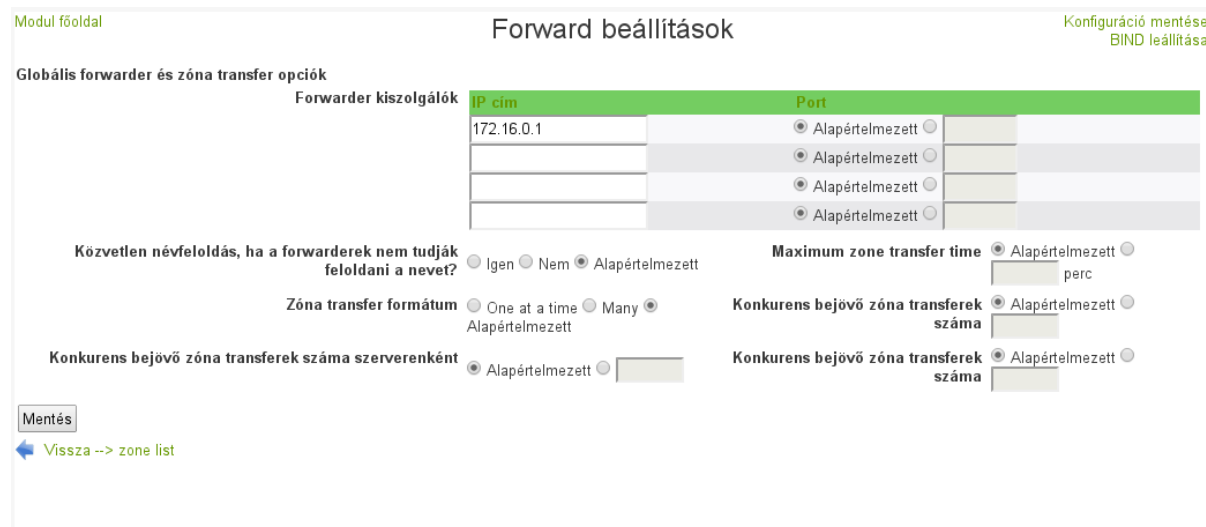 Modul főoldal
Forward beállítások
Konfiguráció mentése
BIND leállítása
Globális forwarder és zóna transfer opciók
Forwarder kiszolgálók
IP cím Port
172.16.0.1 Alapértelmezett
Alapértelmezett
Alapértelmezett
Alapértelmezett
Közvetlen névfeloldás, ha a forwarderek nem tudják
feloldani a nevet?
Igen Nem Alapértelmezett
Maximum zone transfer time
Alapértelmezett
perc
Zóna transfer formátum
One at a time Many
Alapértelmezett
Konkurens bejövő zóna transferek
száma
Alapértelmezett
Konkurens bejövő zóna transferek száma szerverenként
Alapértelmezett
Konkurens bejövő zóna transferek
száma
Alapértelmezett
Mentés
Vissza --> zone list